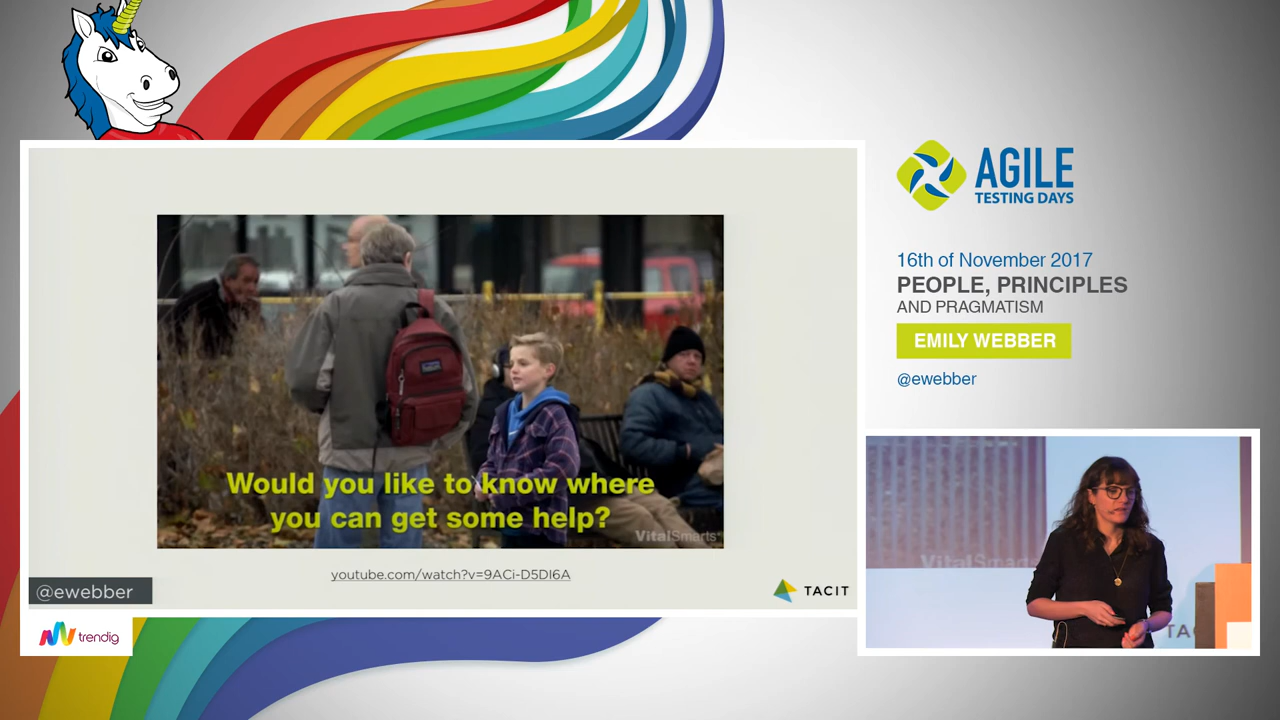 Would you like to know where
you can get some help?
VitalSmarts
youtube.com/watch?v=9ACi-D5DI6A
@ewebber
TACIT
trendig
AGILE
TESTING DAYS
16th of November 2017
PEOPLE, PRINCIPLES
AND PRAGMATISM
EMILY WEBBER
@ewebber
VitalSmarts
TA